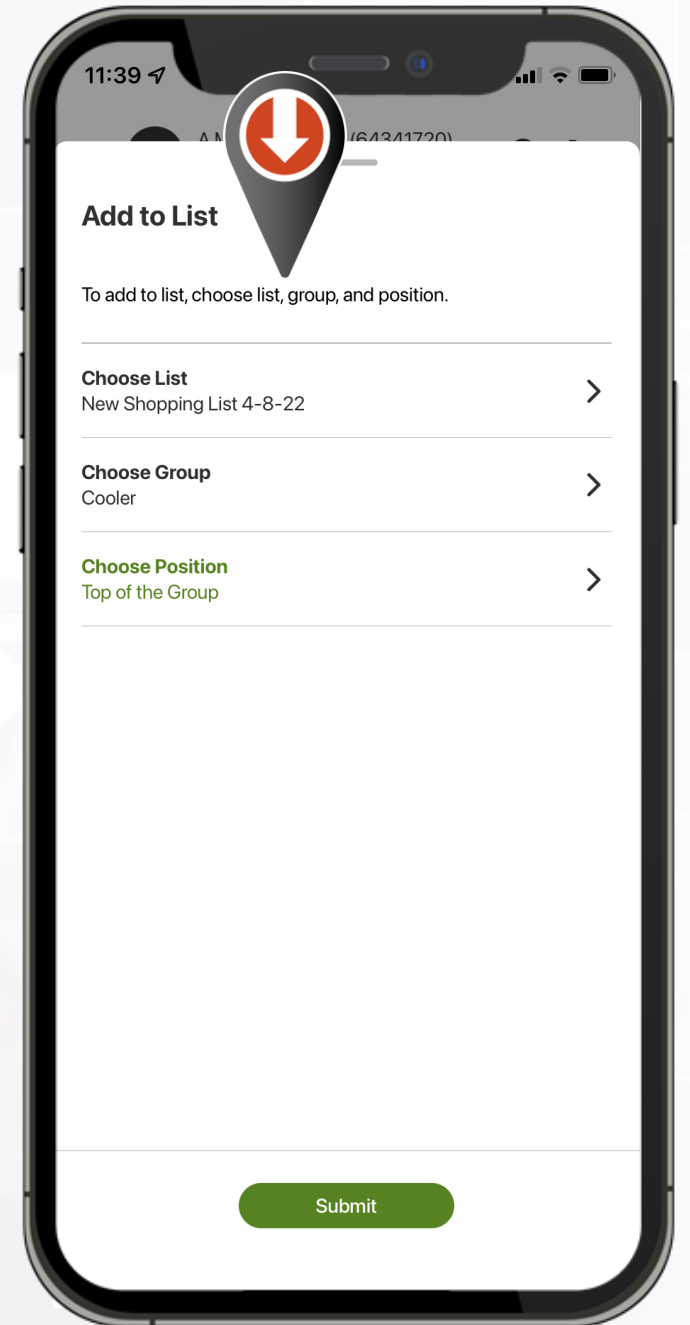 11:39
(64341720)
Add to List
To add to list, choose list, group, and position.
Choose List
New Shopping List 4-8-22
Choose Group
Cooler
Choose Position
Top of the Group
Submit